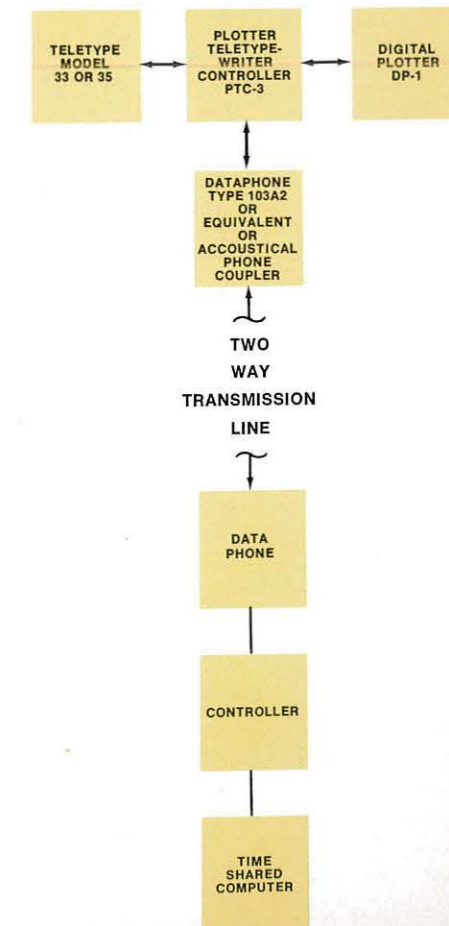 TELETYPE
MODEL
33 OR 35
PLOTTER
TELETYPE-
WRITER
CONTROLLER
PTC-3
DIGITAL
PLOTTER
DP-1
DATAPHONE
TYPE 103A2
OR
EQUIVALENT
OR
ACCOUSTICAL
PHONE
COUPLER
TWO
WAY
TRANSMISSION
LINE
DATA
PHONE
CONTROLLER
TIME
SHARED
COMPUTER